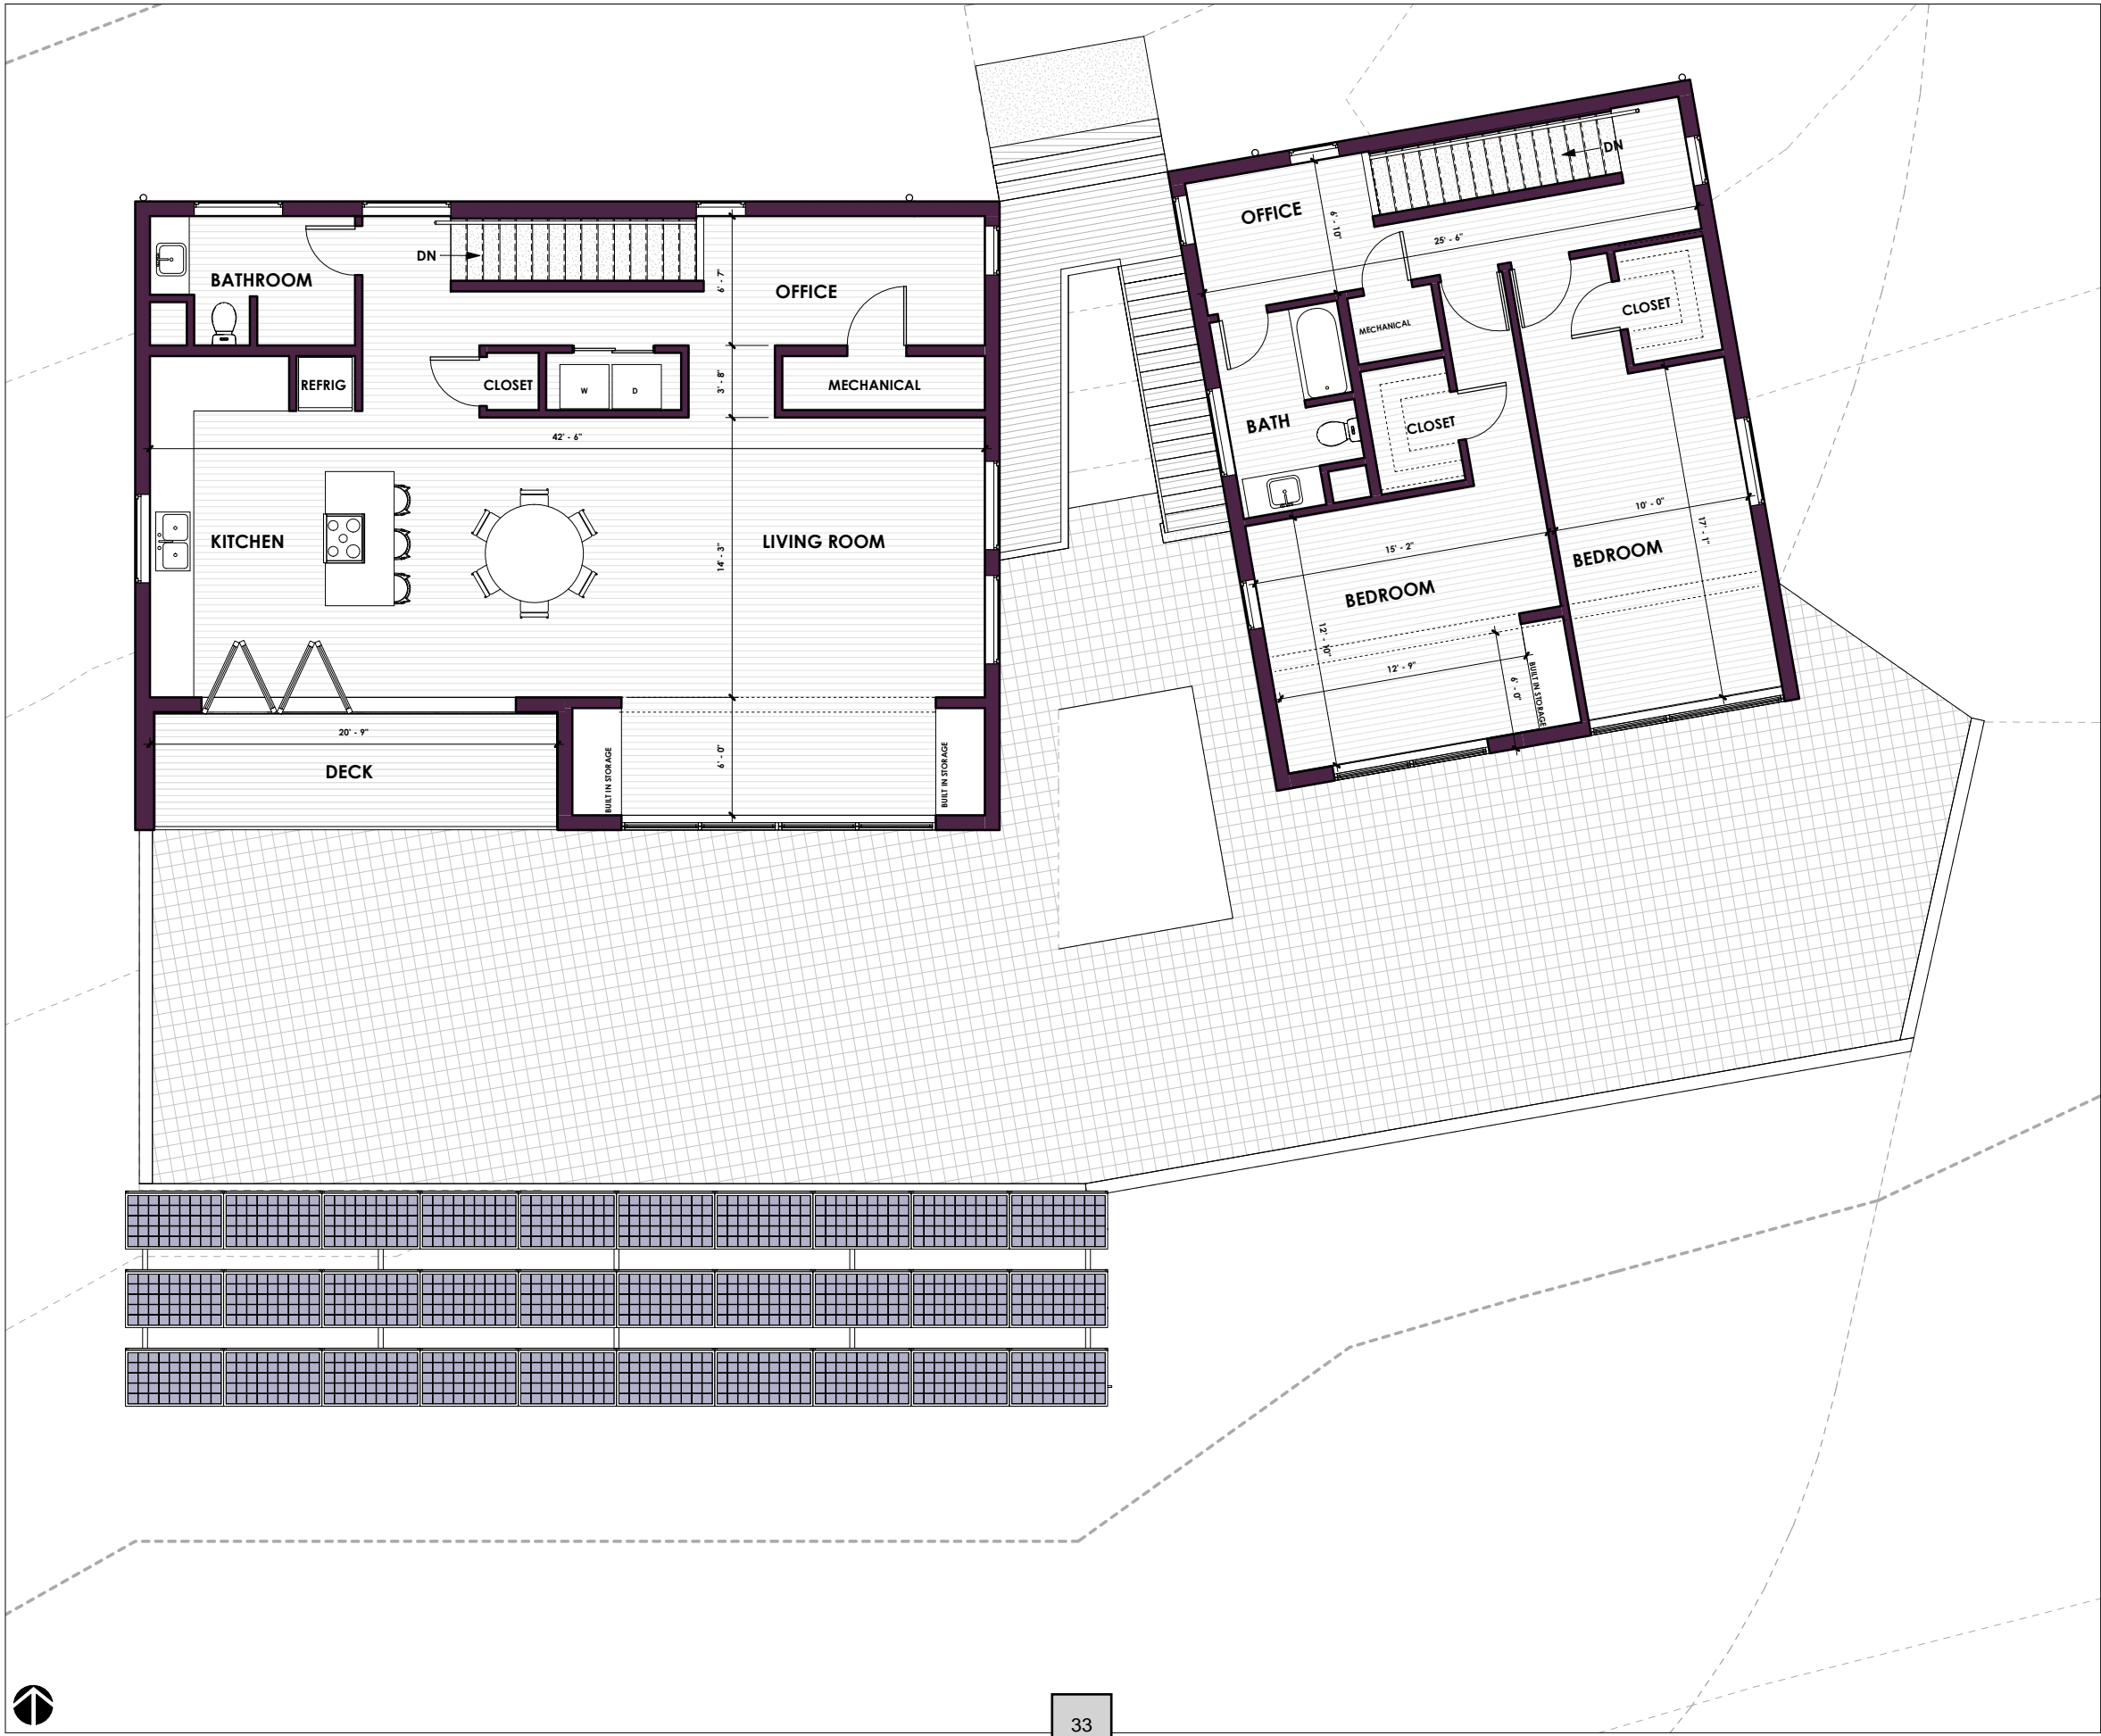 BATHROOM
DN
OFFICE
6' - 7"
REFRIG
CLOSET
W
D
3' - 8"
MECHANICAL
42' - 6"
KITCHEN
LIVING ROOM
14' - 3"
20' - 9"
DECK
BUILT IN STORAGE
6' - 0"
BUILT IN STORAGE
DN
OFFICE
6' - 10"
25' - 6"
MECHANICAL
CLOSET
BATH
CLOSET
10' - 0"
17' - 1"
15' - 2"
BEDROOM
BEDROOM
12' - 10"
12' - 9"
6' - 0"
BUILT IN STORAGE
33